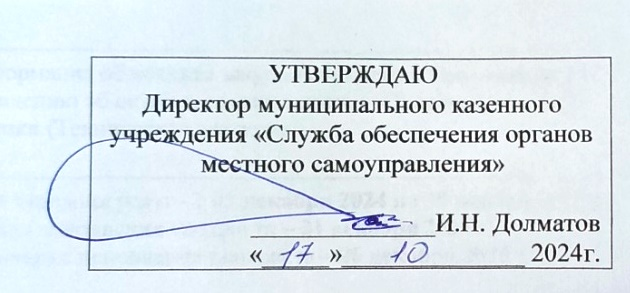 УТВЕРЖДАЮ
Директор муниципального казенного
учреждения «Служба обеспечения органов
местного самоуправления»
И.Н. Долматов
«17» 10 2024г.